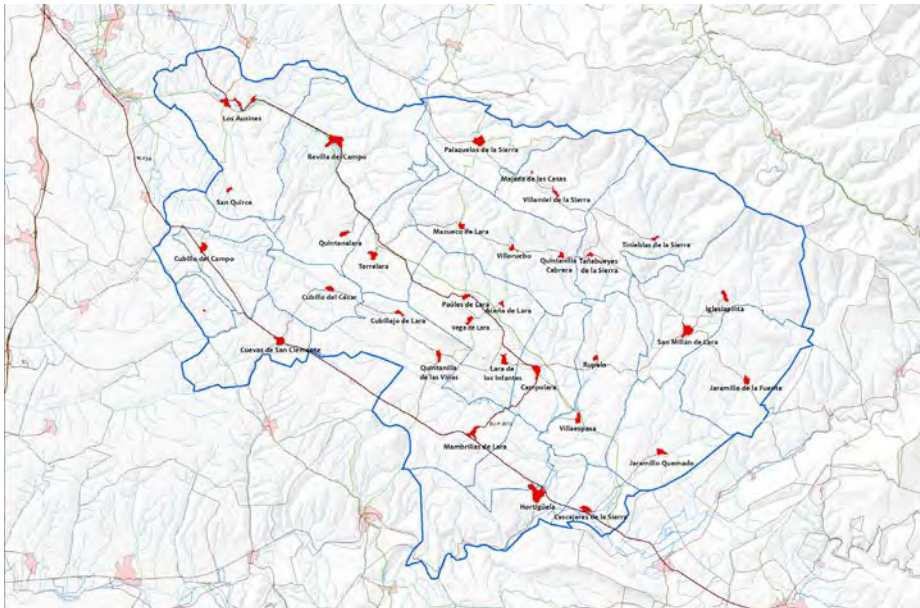 Los Ausines
Revilla del Campo
Palazuelos de la Sierra
N-234
Majada de las Casas
Villamiel de la Sierra
San Quirce
Quintanalara
Mazueco de Lara
Tinieblas de la Sierra
Cubillo del Campo
Torrelara
Villoruebo
Quintanilla
Cabrera
Tañabueyes
de la Sierra
Cubillo del César
Paúles de Lara
Aceña de Lara
Iglesiapinta
Cubillejo de Lara
Vega de Lara
San Millán de Lara
Cuevas de San Clemente
Quintanilla
de las Viñas
Lara de
los Infantes
Campolara
Rupelo
Jaramillo de la Fuente
Villaespasa
Mambrillas de Lara
Jaramillo Quemado
Hortigüela
Cascajares de la Sierra